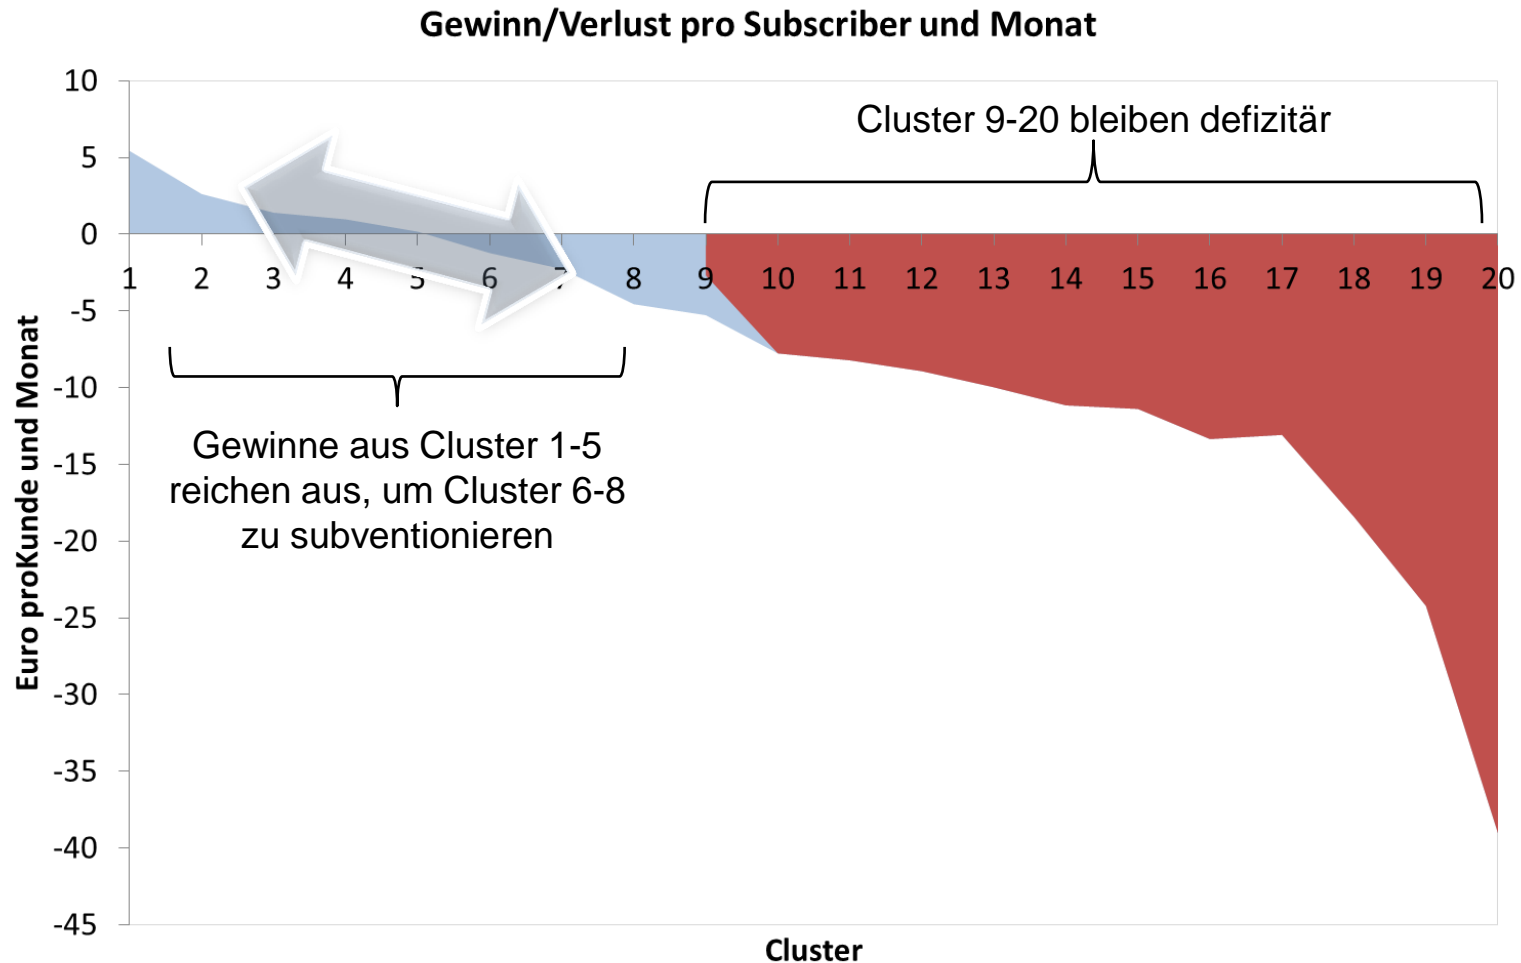 Gewinn/Verlust pro Subscriber und Monat
10
5
0
-5
-10
-15
-20
-25
-30
-35
-40
-45
Euro proKunde und Monat
Cluster 9-20 bleiben defizitär
1 2 3 4 5 6 7 8 9 10 11 12 13 14 15 16 17 18 19 20
Gewinne aus Cluster 1-5
reichen aus, um Cluster 6-8
zu subventionieren
Cluster